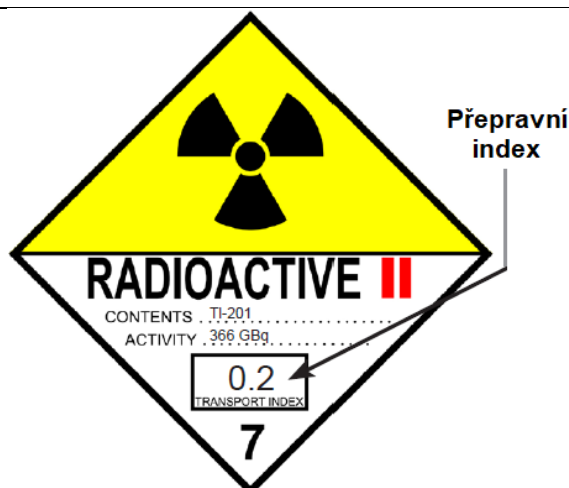 Přepravní
index
RADIOACTIVE II
CONTENTS . Tl-201. . . . . . . . . . . . . . . . . .
ACTIVITY . 366 GBq. . . . . . . . . . . . . .
0.2
TRANSPORT INDEX
7